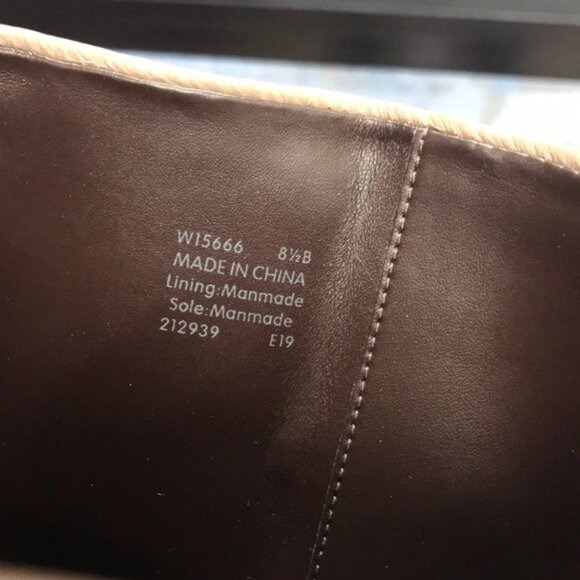 W15666 8½B
MADE IN CHINA
Lining:Manmade
Sole:Manmade
212939 E19